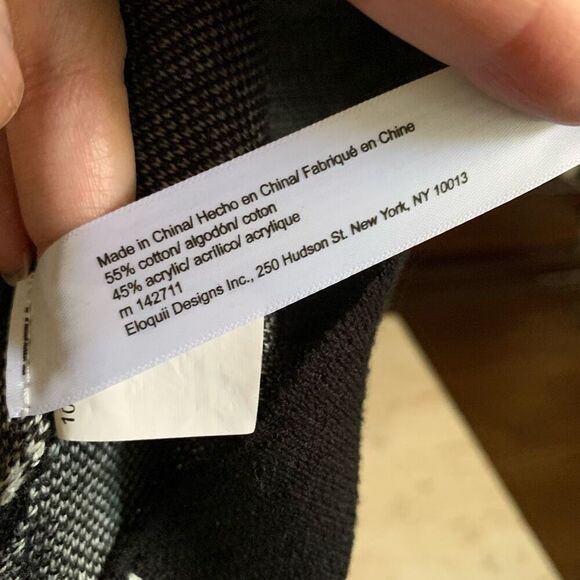 Made in China/ Hecho en China/ Fabriqué en Chine
55% cotton/ algodón/ coton
45% acrylic/ acrílico/ acrylique
m 142711
Eloquii Designs Inc., 250 Hudson St. New York, NY 10013
10